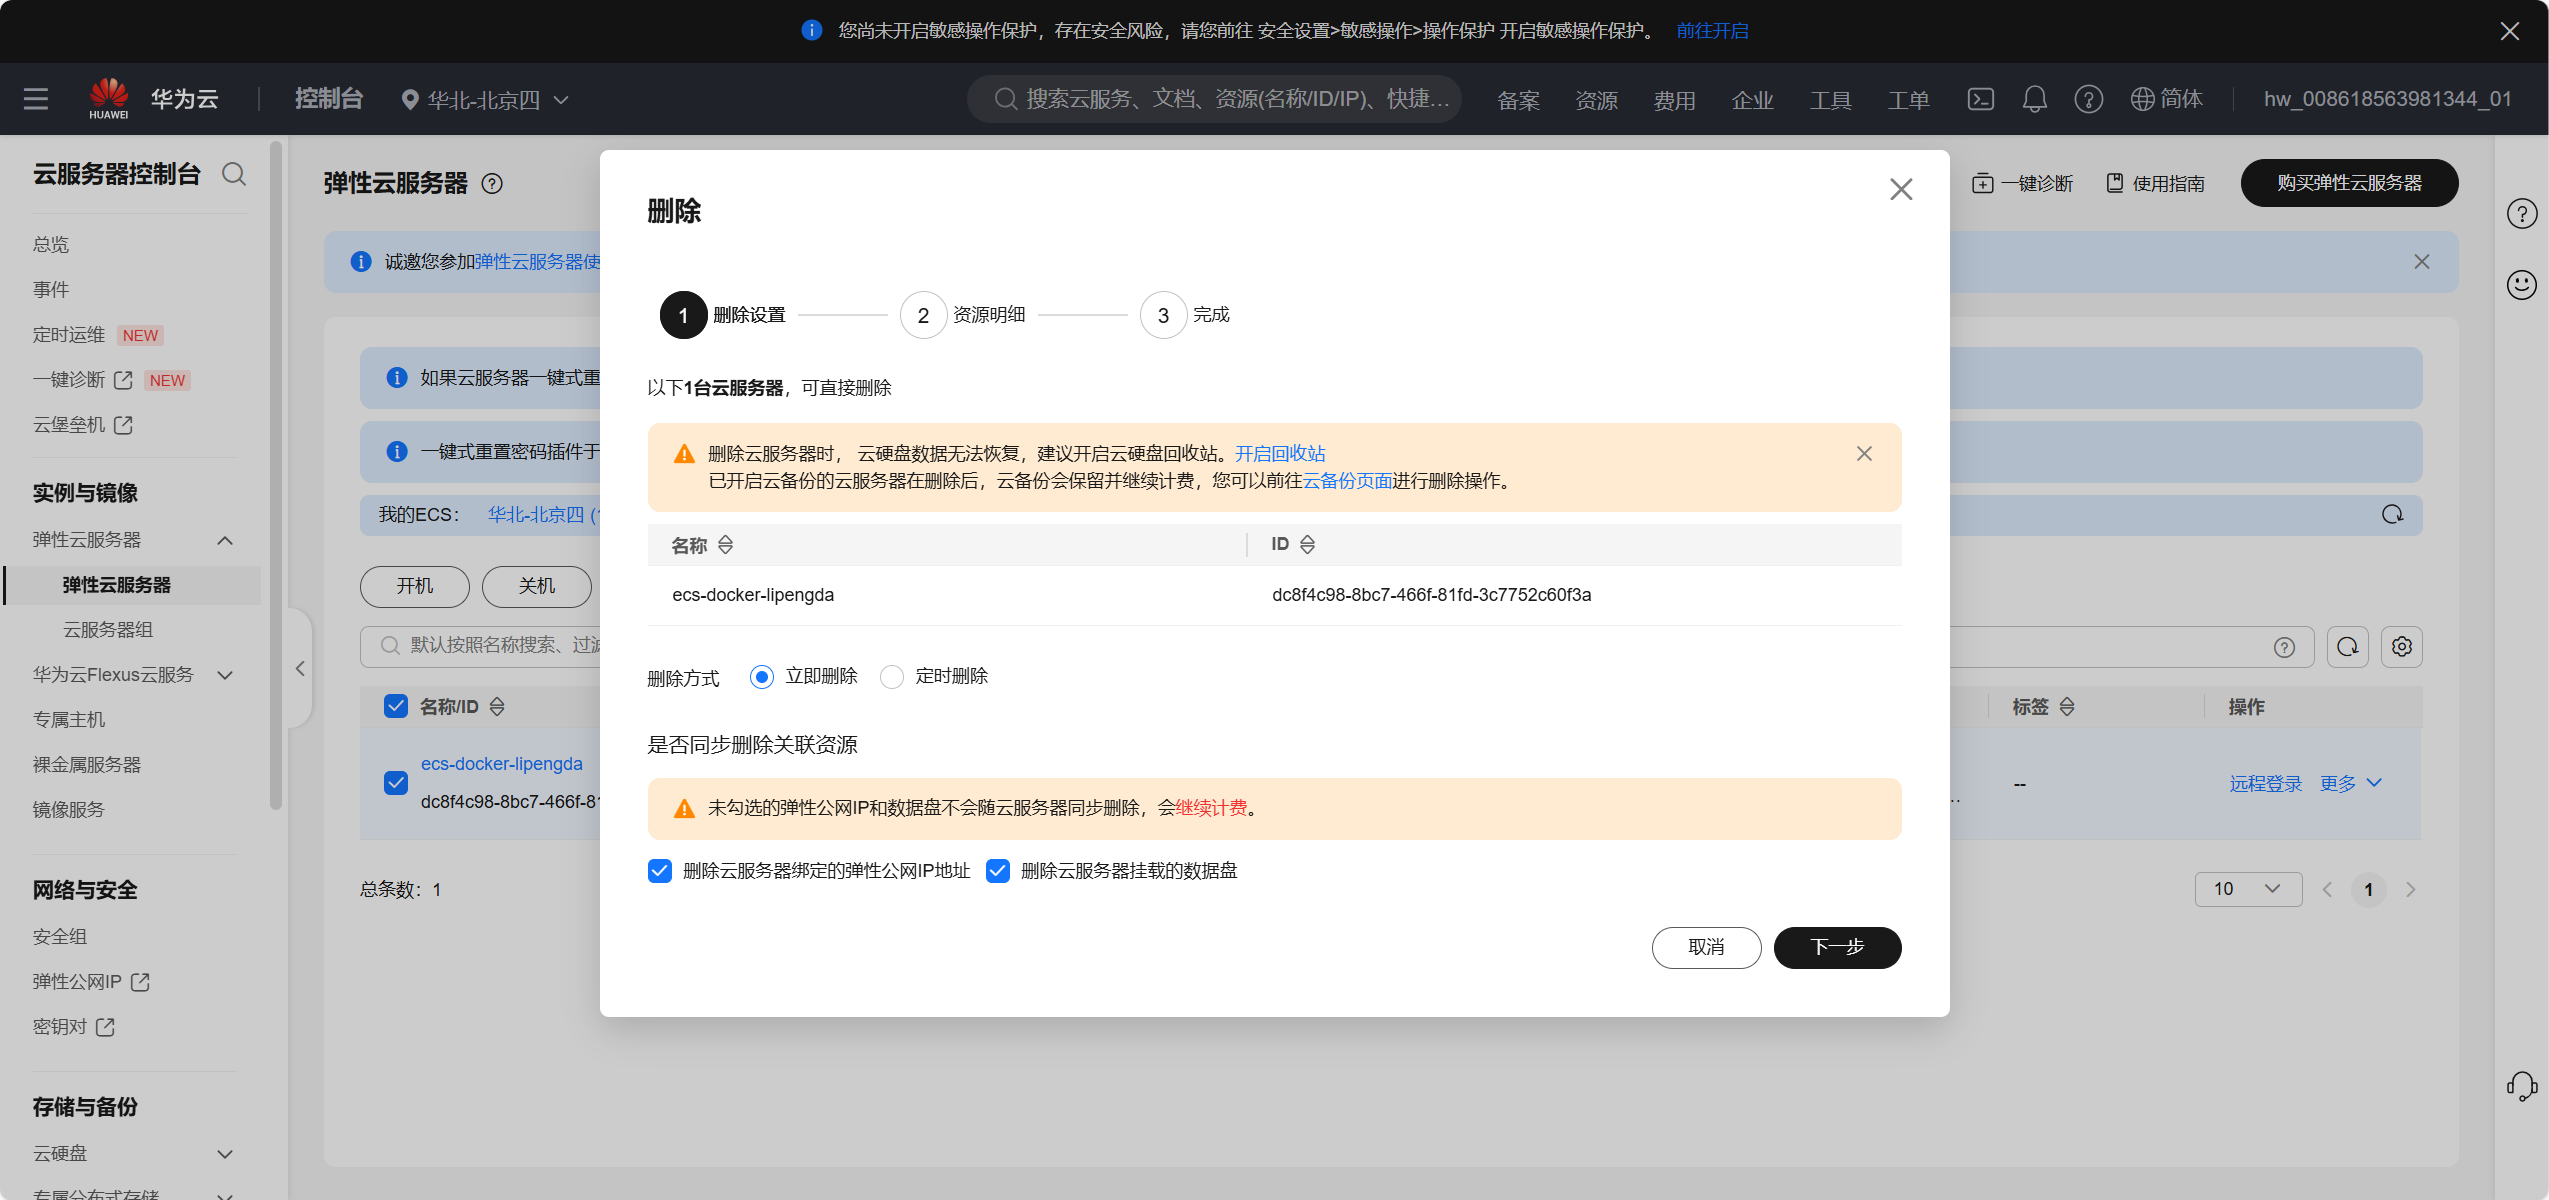 您尚未开启敏感操作保护，存在安全风险，请您前往 安全设置>敏感操作>操作保护 开启敏感操作保护。 前往开启
HUAWEI
华为云
控制台
华北-北京四
搜索云服务、文档、资源(名称/ID/IP)、快捷...
备案
资源
费用
企业
工具
工单
简体
hw_008618563981344_01
云服务器控制台
总览
事件
定时运维 NEW
一键诊断 NEW
云堡垒机
实例与镜像
弹性云服务器
弹性云服务器
云服务器组
华为云Flexus云服务
专属主机
裸金属服务器
镜像服务
网络与安全
安全组
弹性公网IP
密钥对
存储与备份
云硬盘
专属分布式存储
弹性云服务器
一键诊断
使用指南
购买弹性云服务器
诚邀您参加弹性云服务器使
如果云服务器一键式重
一键式重置密码插件于
我的ECS： 华北-北京四
开机
关机
默认按照名称搜索、过滤
名称/ID
标签
操作
ecs-docker-lipengda
dc8f4c98-8bc7-466f-81
--
远程登录 更多
总条数：1
10
1
删除
1 删除设置
2 资源明细
3 完成
以下1台云服务器，可直接删除
删除云服务器时， 云硬盘数据无法恢复，建议开启云硬盘回收站。开启回收站
已开启云备份的云服务器在删除后，云备份会保留并继续计费，您可以前往云备份页面进行删除操作。
名称
ID
ecs-docker-lipengda
dc8f4c98-8bc7-466f-81fd-3c7752c60f3a
删除方式 立即删除 定时删除
是否同步删除关联资源
未勾选的弹性公网IP和数据盘不会随云服务器同步删除，会继续计费。
删除云服务器绑定的弹性公网IP地址
删除云服务器挂载的数据盘
取消
下一步